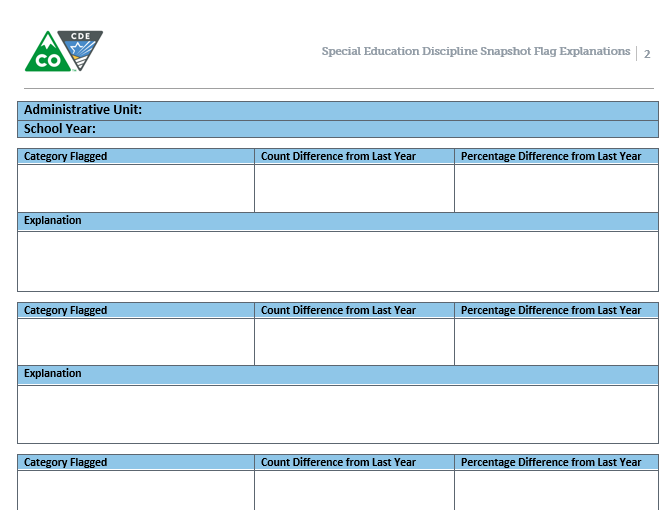 CDE
CO
Special Education Discipline Snapshot Flag Explanations | 2
Administrative Unit:
School Year:
Category Flagged Count Difference from Last Year Percentage Difference from Last Year
Explanation
Category Flagged Count Difference from Last Year Percentage Difference from Last Year
Explanation
Category Flagged Count Difference from Last Year Percentage Difference from Last Year